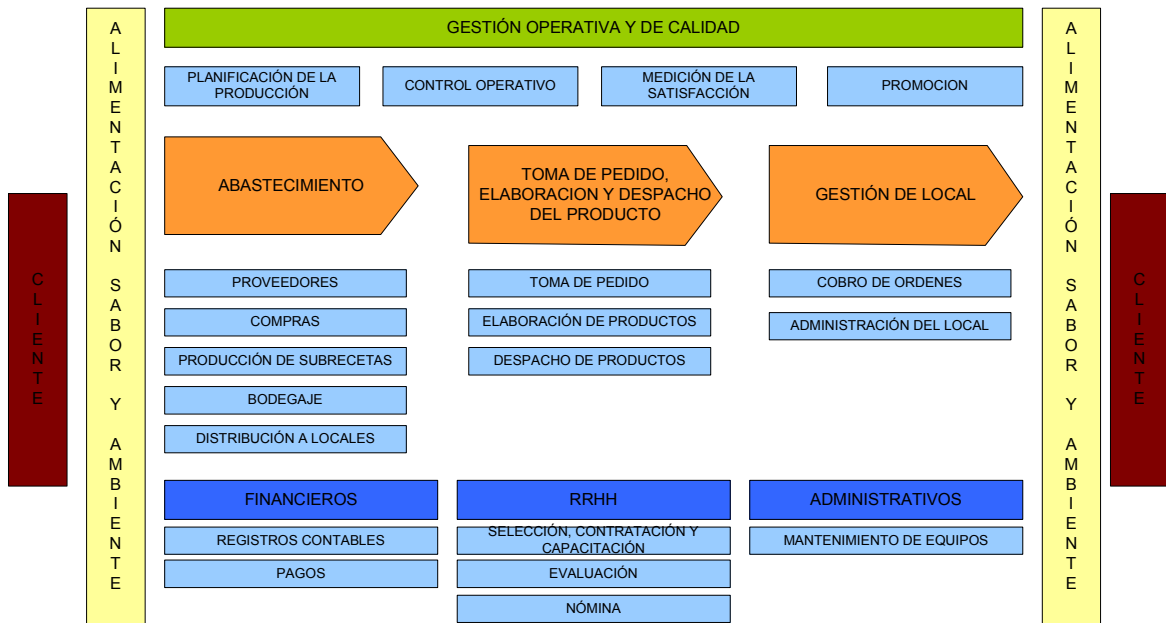 CLIENTE
ALIMENTACIÓN SABOR Y AMBIENTE
GESTIÓN OPERATIVA Y DE CALIDAD
PLANIFICACIÓN DE LA
PRODUCCIÓN
CONTROL OPERATIVO
MEDICIÓN DE LA
SATISFACCIÓN
PROMOCION
ABASTECIMIENTO
TOMA DE PEDIDO,
ELABORACION Y DESPACHO
DEL PRODUCTO
GESTIÓN DE LOCAL
PROVEEDORES
COMPRAS
PRODUCCIÓN DE SUBRECETAS
BODEGAJE
DISTRIBUCIÓN A LOCALES
TOMA DE PEDIDO
ELABORACIÓN DE PRODUCTOS
DESPACHO DE PRODUCTOS
COBRO DE ORDENES
ADMINISTRACIÓN DEL LOCAL
FINANCIEROS
REGISTROS CONTABLES
PAGOS
RRHH
SELECCIÓN, CONTRATACIÓN Y
CAPACITACIÓN
EVALUACIÓN
NÓMINA
ADMINISTRATIVOS
MANTENIMIENTO DE EQUIPOS
ALIMENTACIÓN SABOR Y AMBIENTE
CLIENTE